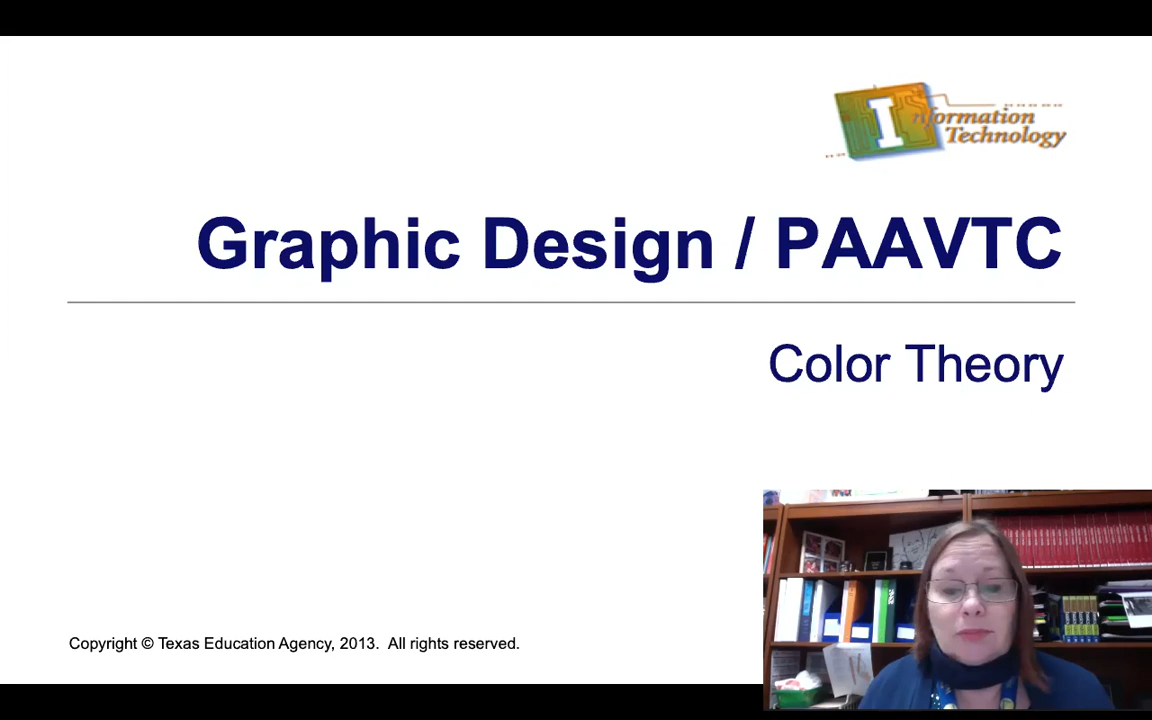 Information
Technology
Graphic Design / PAAVTC
Color Theory
Copyright © Texas Education Agency, 2013.  All rights reserved.